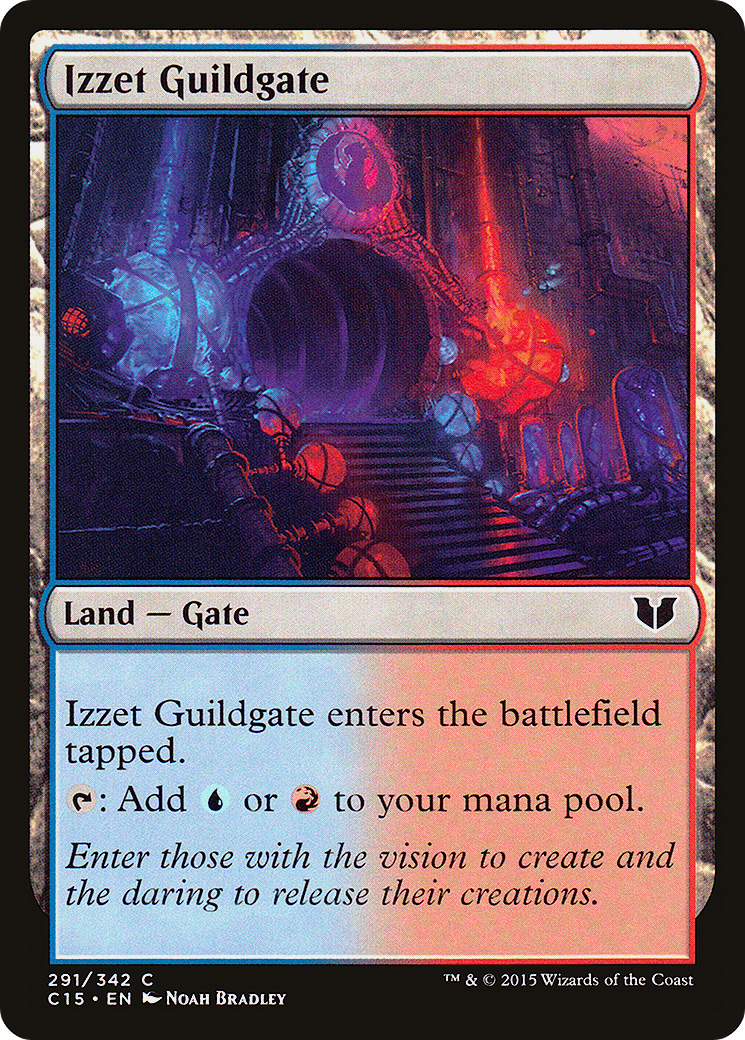 Izzet Guildgate
Land — Gate
Izzet Guildgate enters the battlefield
tapped.
: Add or to your mana pool.
Enter those with the vision to create and
the daring to release their creations.
291/342 C
C15 • EN Noah Bradley
™ & © 2015 Wizards of the Coast